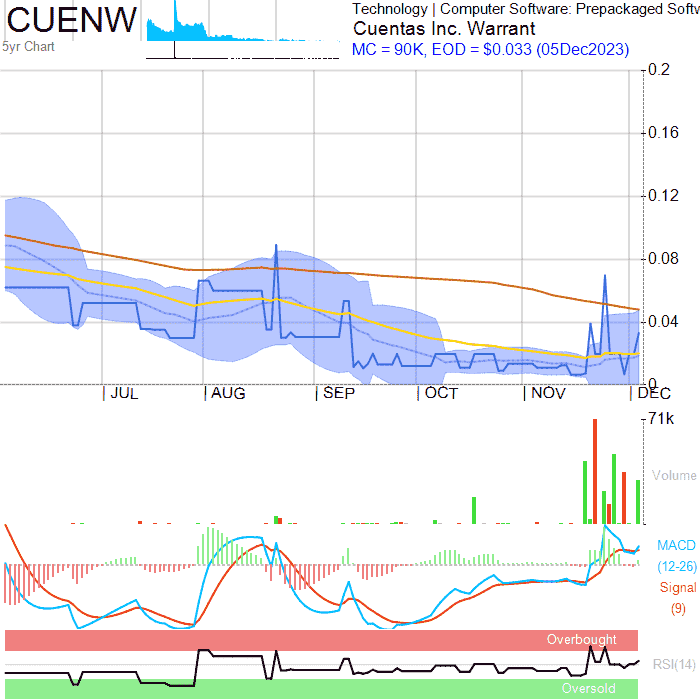 CUENW
5yr Chart
Technology | Computer Software: Prepackaged Softw
Cuentas Inc. Warrant
MC = 90K, EOD = $0.033 (05Dec2023)
0.2
0.16
0.12
0.08
0.04
0
JUL AUG SEP OCT NOV DEC
71k
Volume
MACD
(12-26)
Signal
(9)
Overbought
RSI(14)
Oversold